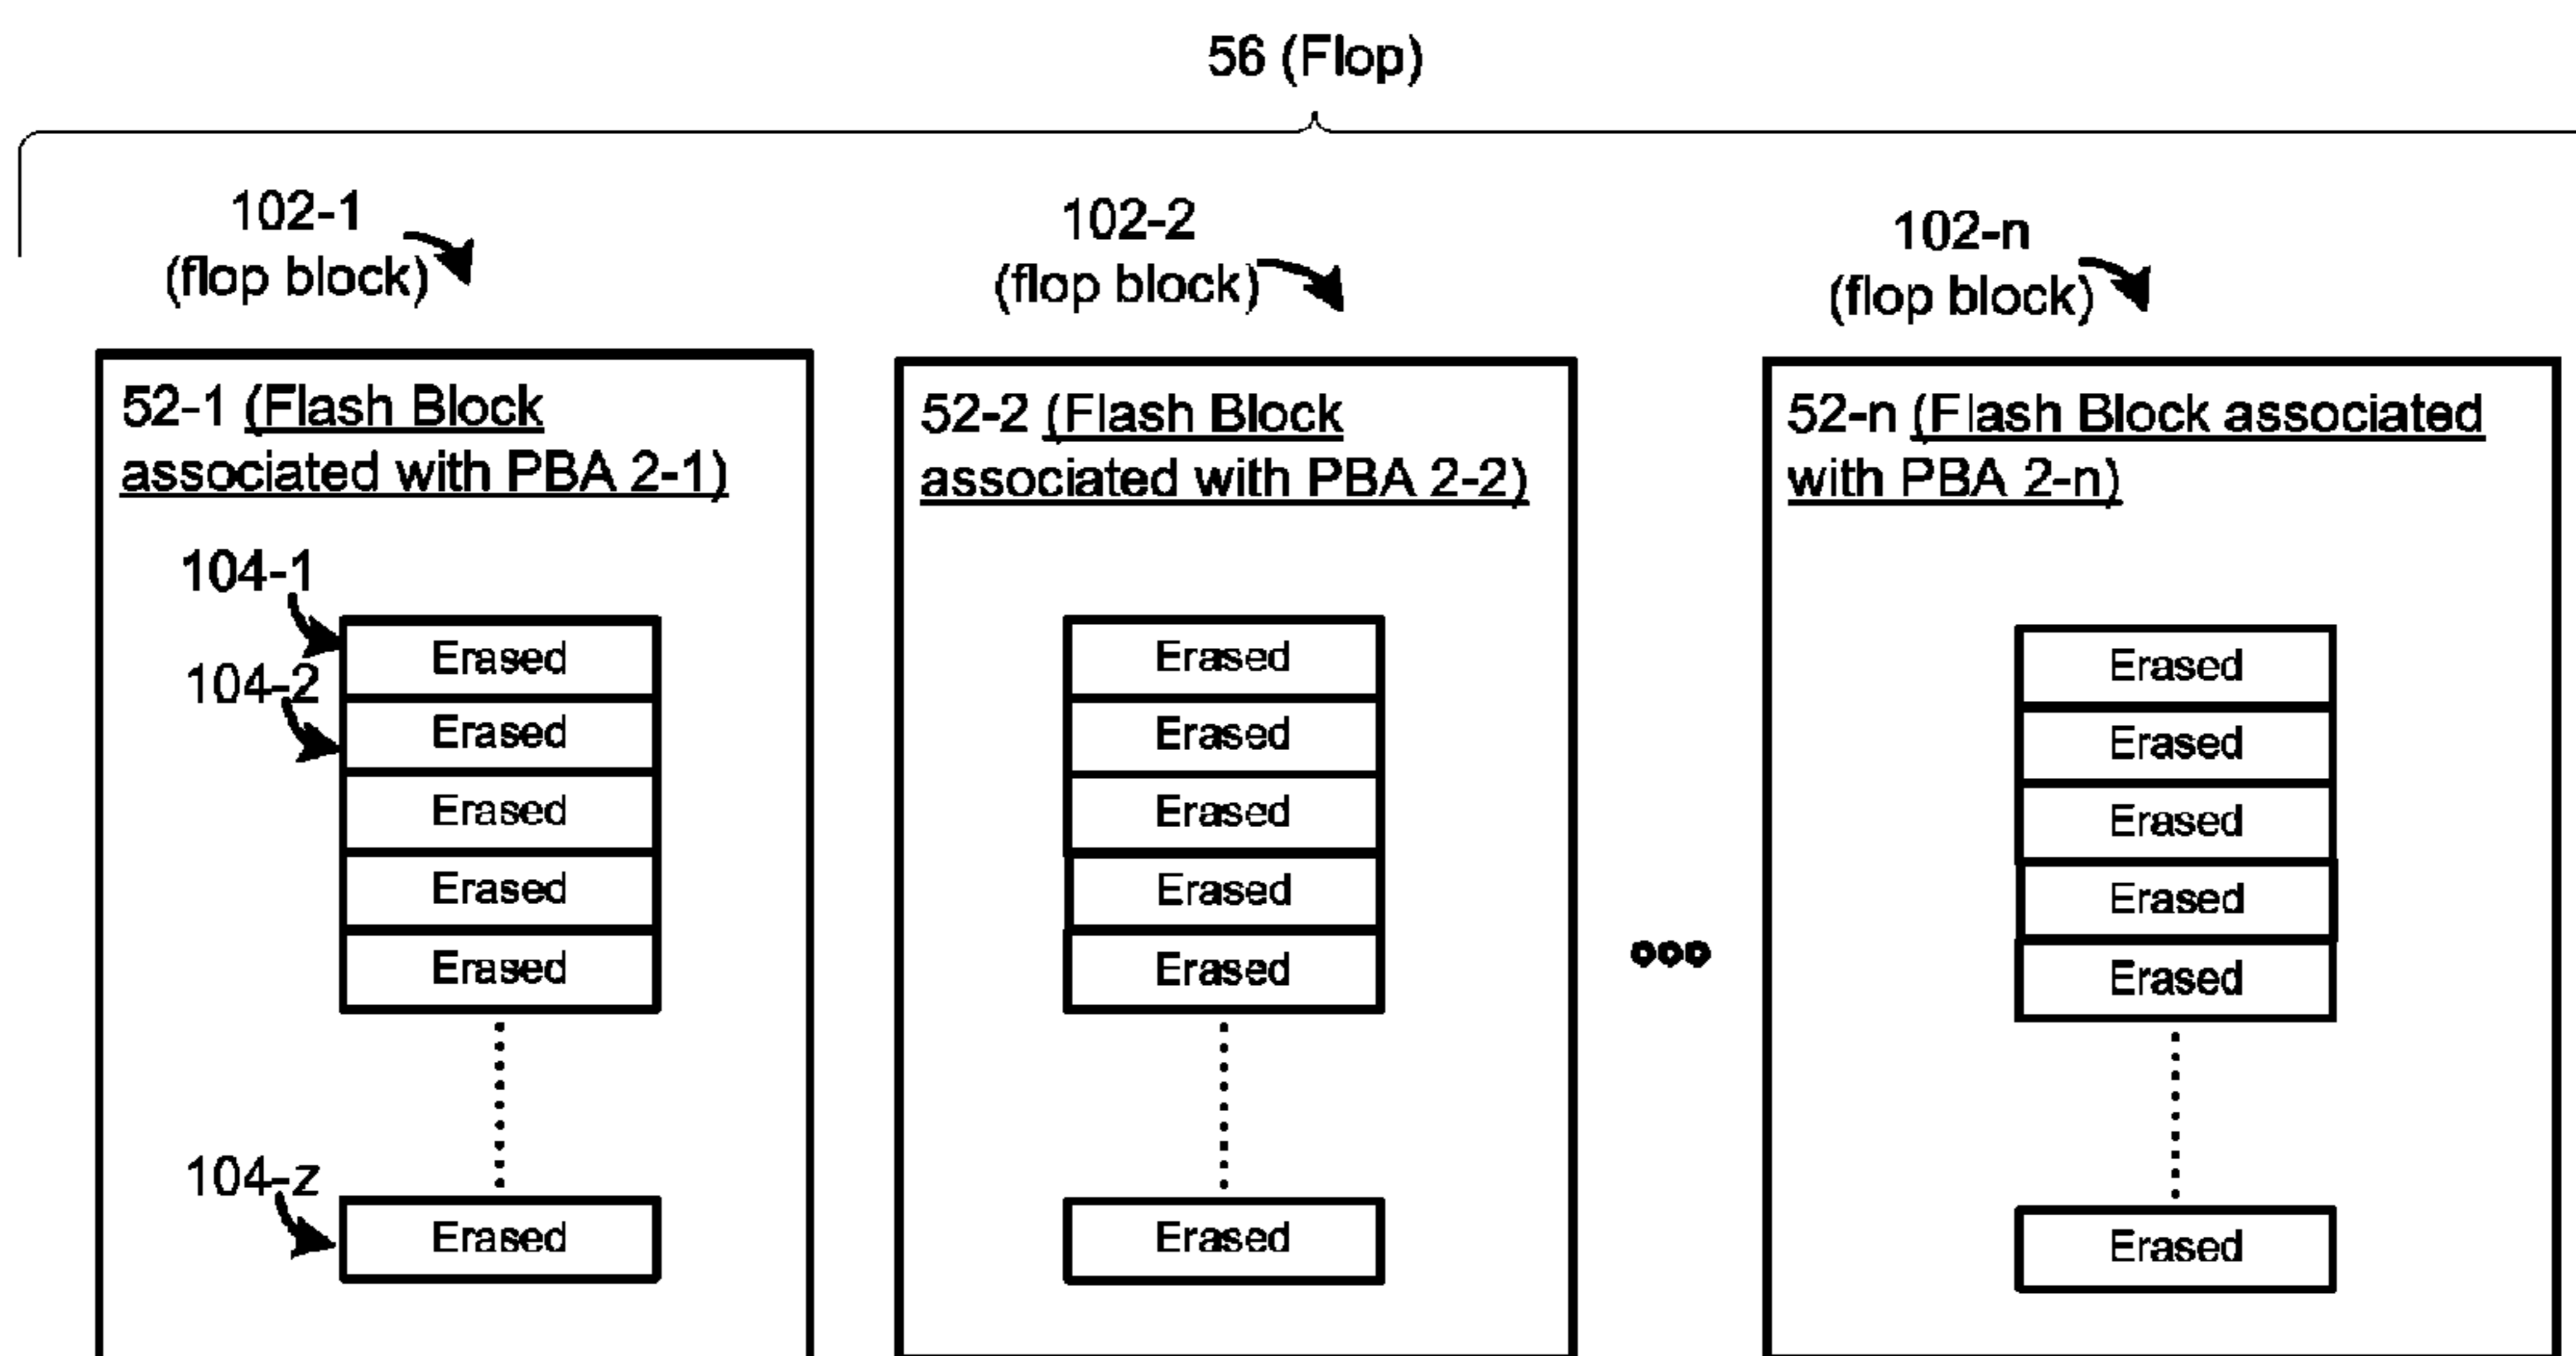 56 (Flop)
102-1
(flop block)
102-2
(flop block)
102-n
(flop block)
52-1 (Flash Block
associated with PBA 2-1)
104-1
Erased
104-2
Erased
Erased
Erased
Erased
104-z
Erased
52-2 (Flash Block
associated with PBA 2-2)
Erased
Erased
Erased
Erased
Erased
Erased
52-n (Flash Block associated
with PBA 2-n)
Erased
Erased
Erased
Erased
Erased
Erased